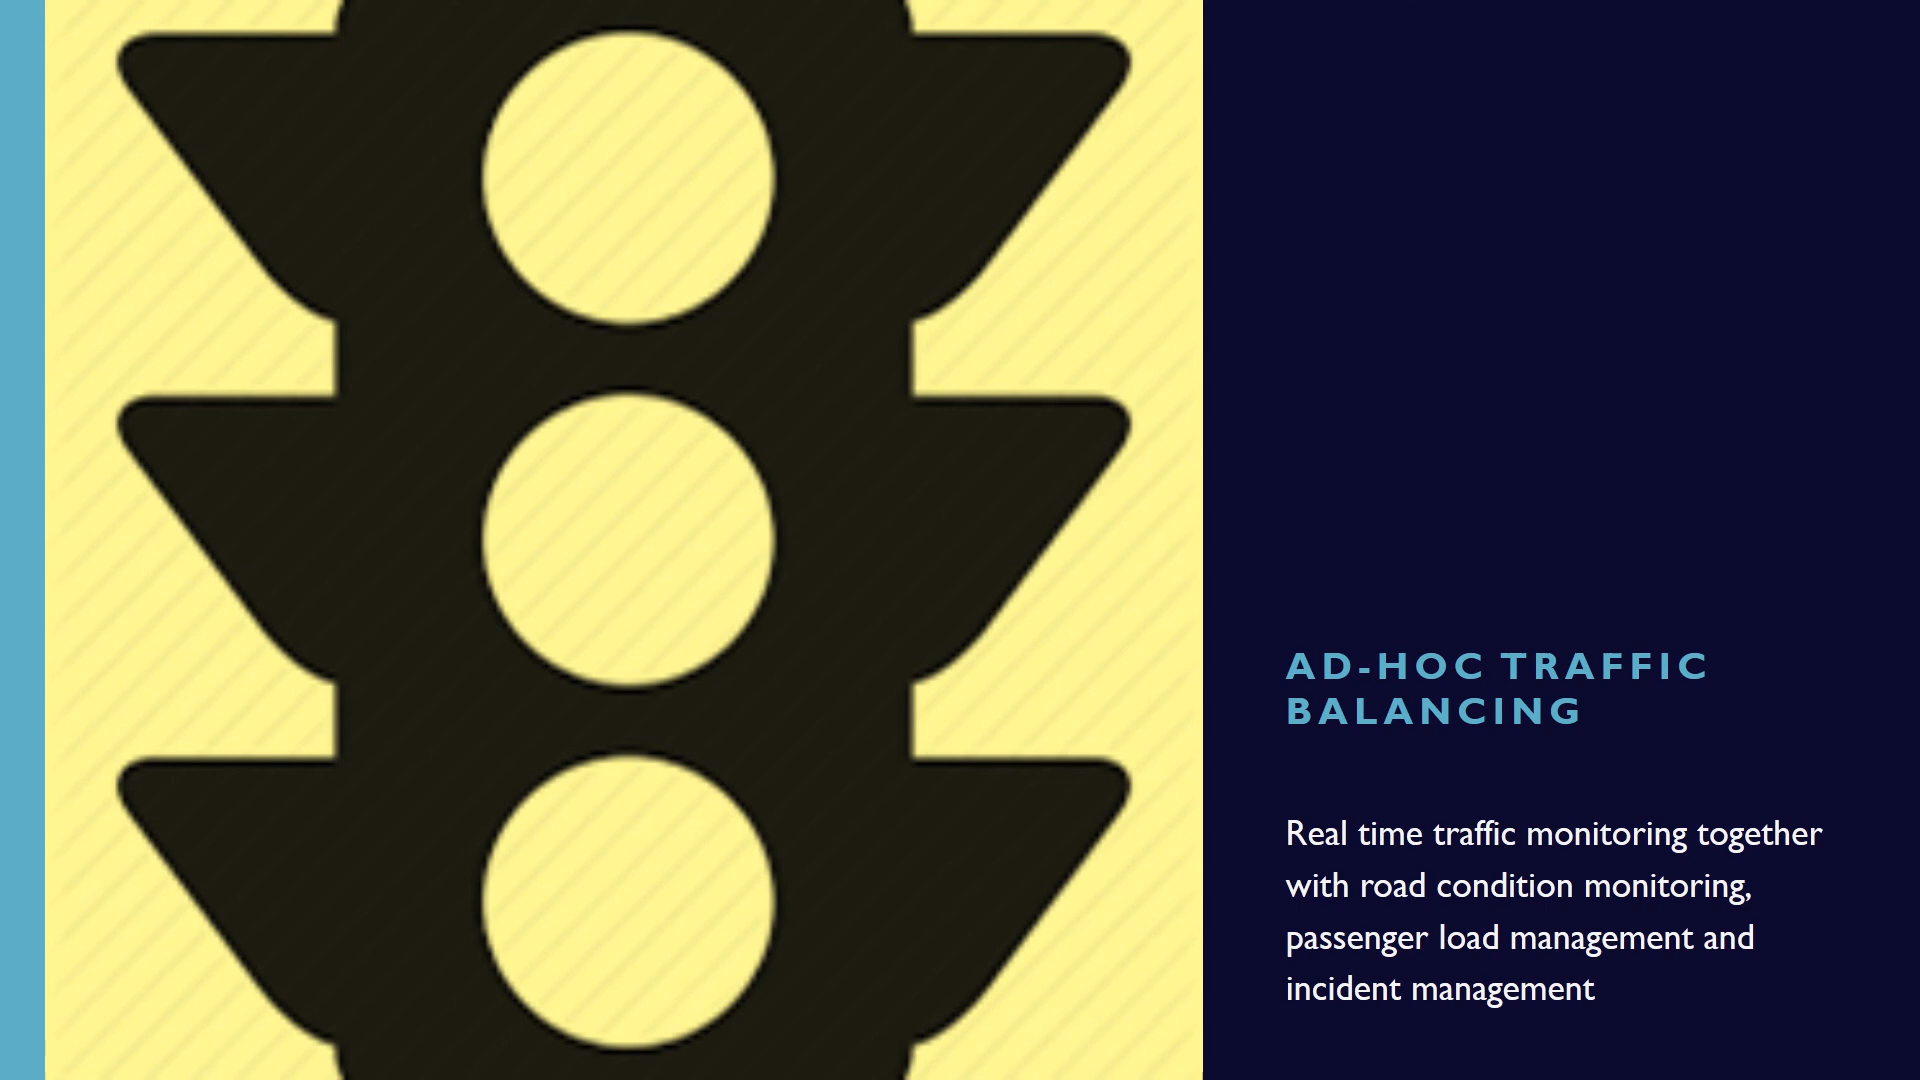 AD-HOC TRAFFIC
BALANCING
Real time traffic monitoring together
with road condition monitoring,
passenger load management and
incident management